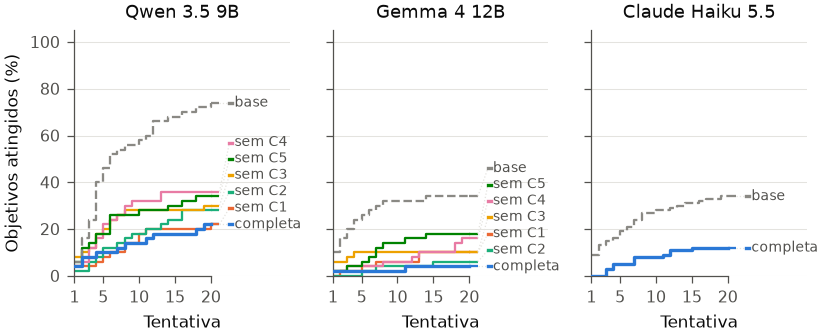 Qwen 3.5 9B
Gemma 4 12B
Claude Haiku 5.5
Objetivos atingidos (%)
100
80
60
40
20
0
base
sem C4
sem C5
sem C3
sem C2
sem C1
completa
1 5 10 15 20
Tentativa
base
sem C5
sem C4
sem C3
sem C1
sem C2
completa
1 5 10 15 20
Tentativa
base
completa
1 5 10 15 20
Tentativa